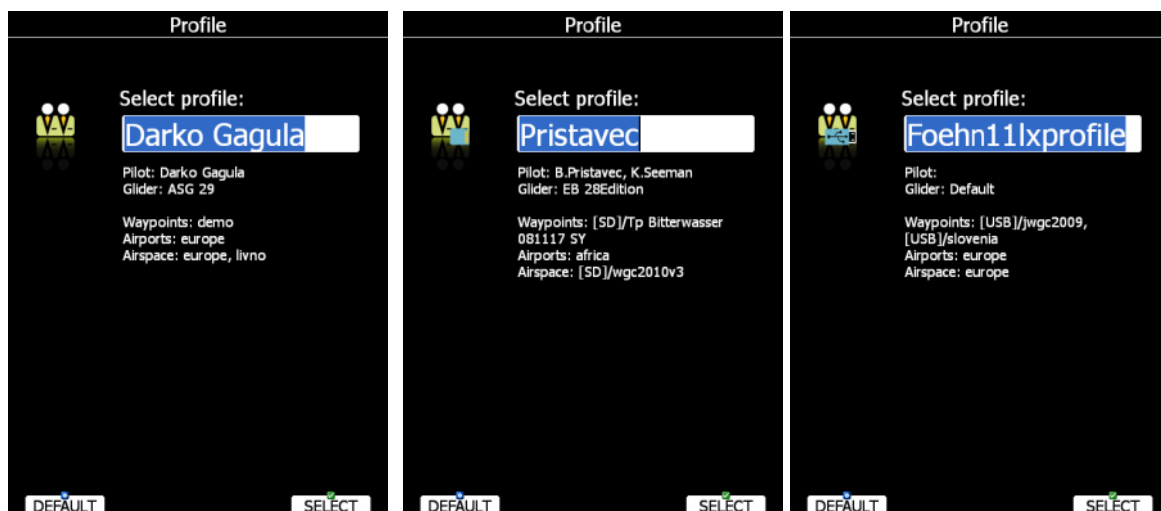 Profile
Select profile:
Darko Gagula
Pilot: Darko Gagula
Glider: ASG 29
Waypoints: demo
Airports: europe
Airspace: europe, livno
DEFAULT
SELECT
Profile
Select profile:
Pristavec
Pilot: B.Pristavec, K.Seeman
Glider: EB 28Edition
Waypoints: [SD]/Tp Bitterwasser
081117 SY
Airports: africa
Airspace: [SD]/wgc2010v3
DEFAULT
SELECT
Profile
Select profile:
Foehn11lxprofile
Pilot:
Glider: Default
Waypoints: [USB]/jwgc2009,
[USB]/slovenia
Airports: europe
Airspace: europe
DEFAULT
SELECT